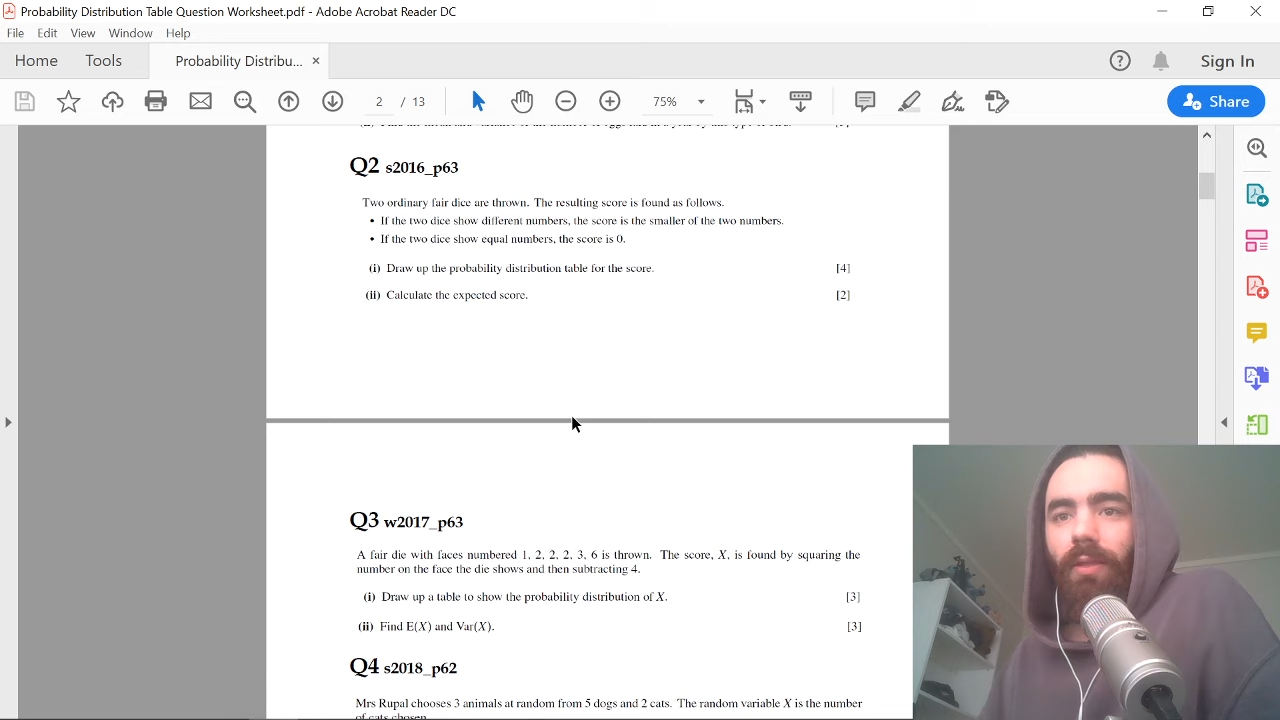 Probability Distribution Table Question Worksheet.pdf - Adobe Acrobat Reader DC
File Edit View Window Help
Home Tools Probability Distribu... × Sign In
2 / 13 75% Share
Q2 s2016_p63
Two ordinary fair dice are thrown. The resulting score is found as follows.
• If the two dice show different numbers, the score is the smaller of the two numbers.
• If the two dice show equal numbers, the score is 0.
(i) Draw up the probability distribution table for the score. [4]
(ii) Calculate the expected score. [2]
Q3 w2017_p63
A fair die with faces numbered 1, 2, 2, 2, 3, 6 is thrown. The score, X, is found by squaring the
number on the face the die shows and then subtracting 4.
(i) Draw up a table to show the probability distribution of X. [3]
(ii) Find E(X) and Var(X). [3]
Q4 s2018_p62
Mrs Rupal chooses 3 animals at random from 5 dogs and 2 cats. The random variable X is the number
of cats chosen